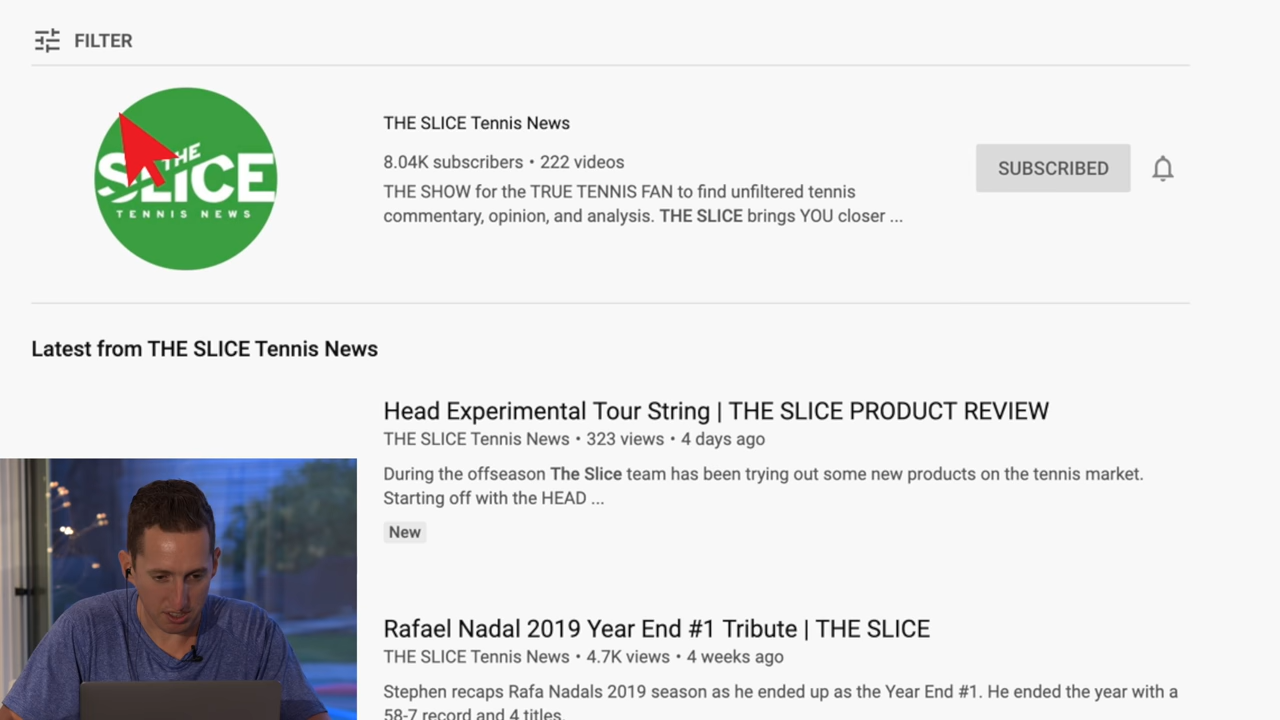 FILTER
THE
SLICE
TENNIS NEWS
THE SLICE Tennis News
8.04K subscribers • 222 videos
THE SHOW for the TRUE TENNIS FAN to find unfiltered tennis
commentary, opinion, and analysis. THE SLICE brings YOU closer ...
SUBSCRIBED
Latest from THE SLICE Tennis News
Head Experimental Tour String | THE SLICE PRODUCT REVIEW
THE SLICE Tennis News • 323 views • 4 days ago
During the offseason The Slice team has been trying out some new products on the tennis market.
Starting off with the HEAD ...
New
Rafael Nadal 2019 Year End #1 Tribute | THE SLICE
THE SLICE Tennis News • 4.7K views • 4 weeks ago
Stephen recaps Rafa Nadals 2019 season as he ended up as the Year End #1. He ended the year with a
58-7 record and 4 titles.